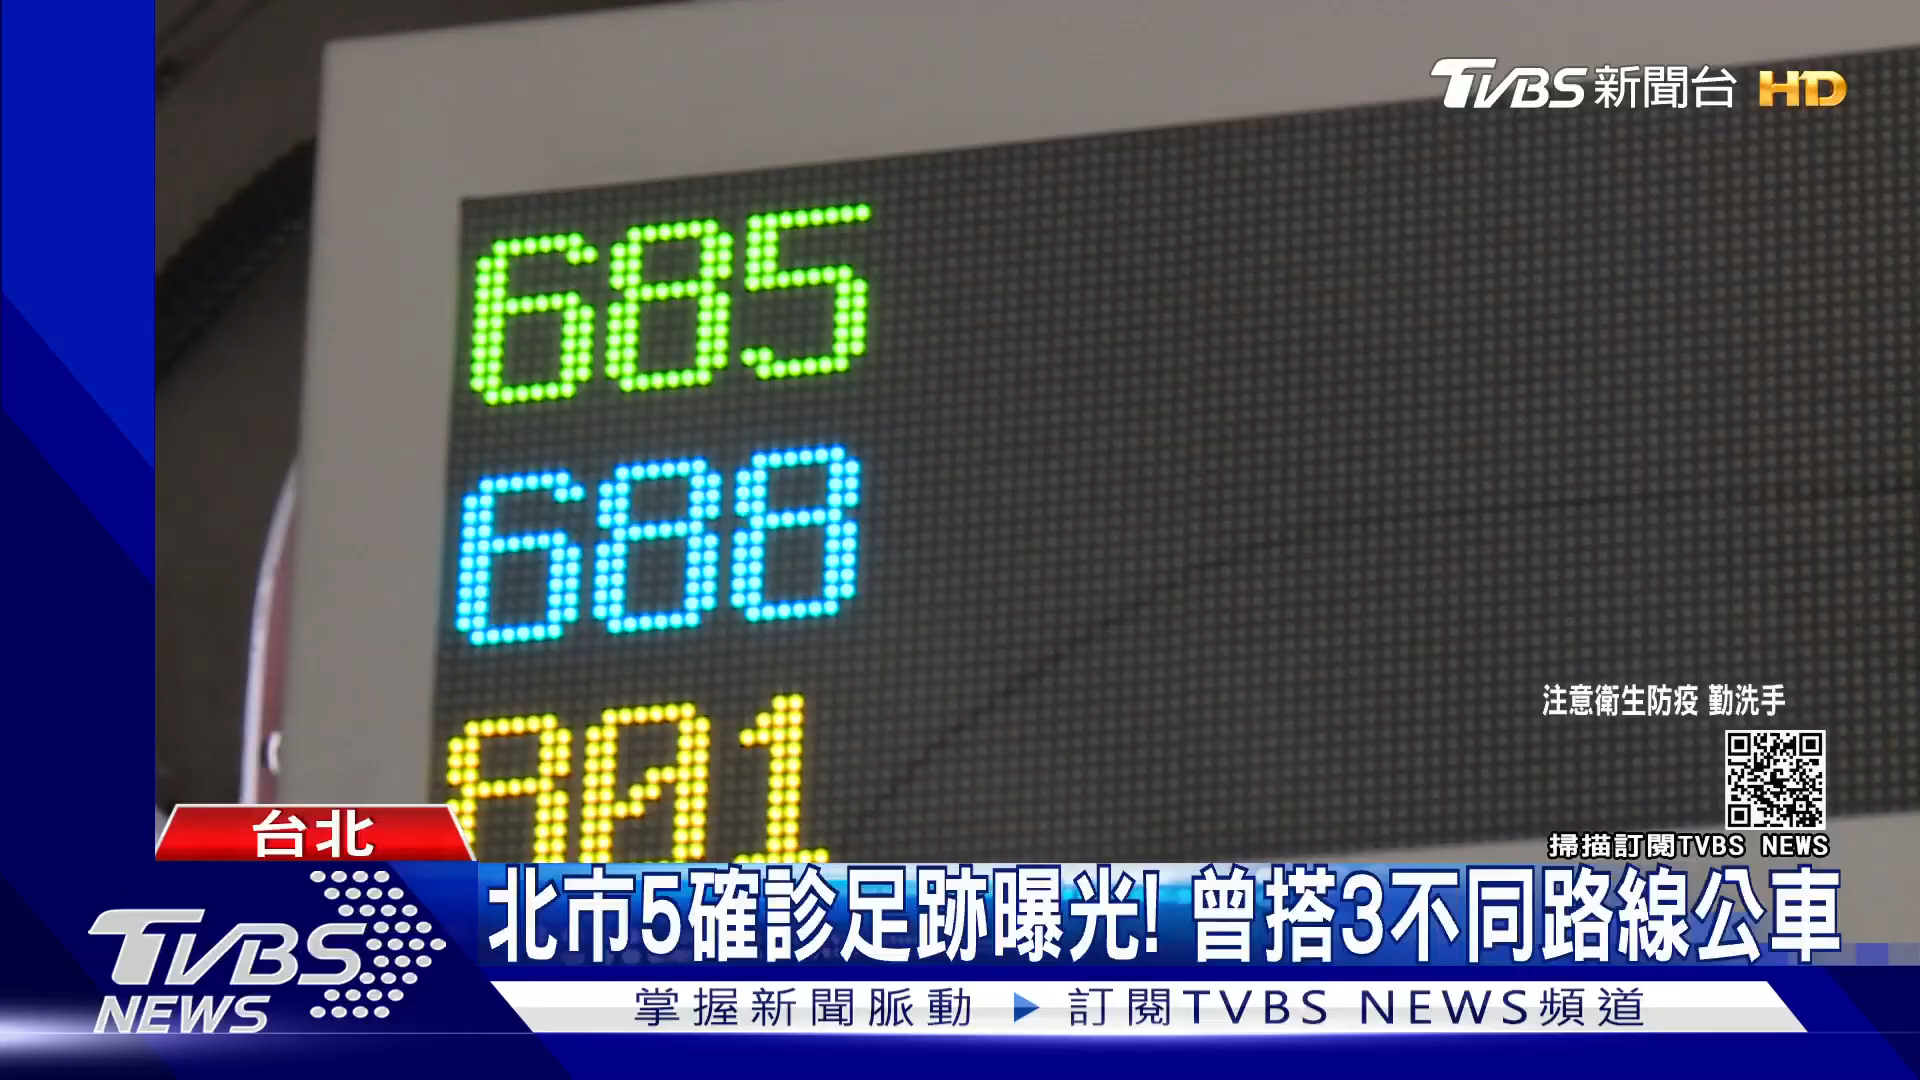 TVBS新聞台 HD
685
688
801
注意衛生防疫 勤洗手
掃描訂閱TVBS NEWS
台北
北市5確診足跡曝光! 曾搭3不同路線公車
TVBS
NEWS
掌握新聞脈動 ▶ 訂閱TVBS NEWS頻道